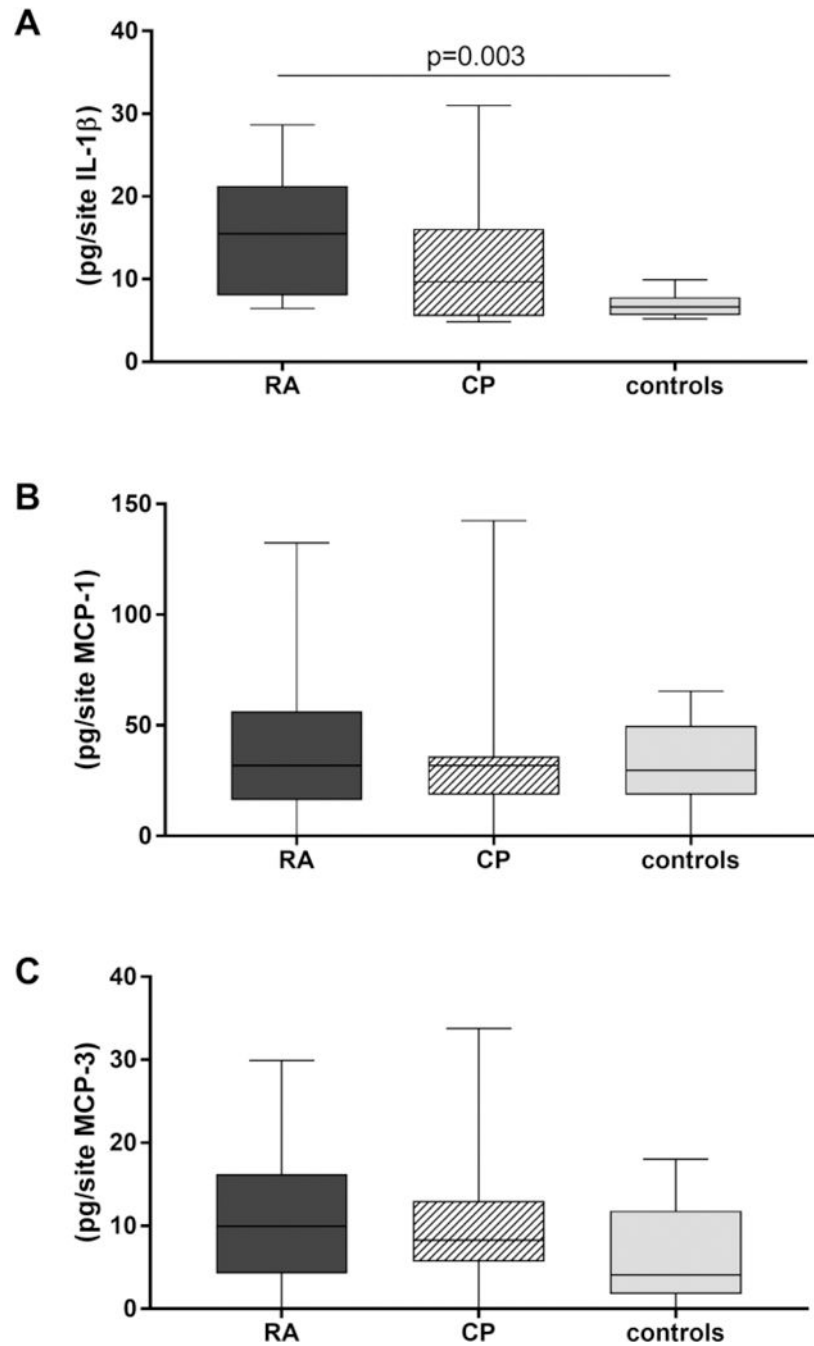 A
40
30
20
10
0
(pg/site IL-1β)
p=0.003
RA CP controls
B
150
100
50
0
(pg/site MCP-1)
RA CP controls
C
40
30
20
10
0
(pg/site MCP-3)
RA CP controls